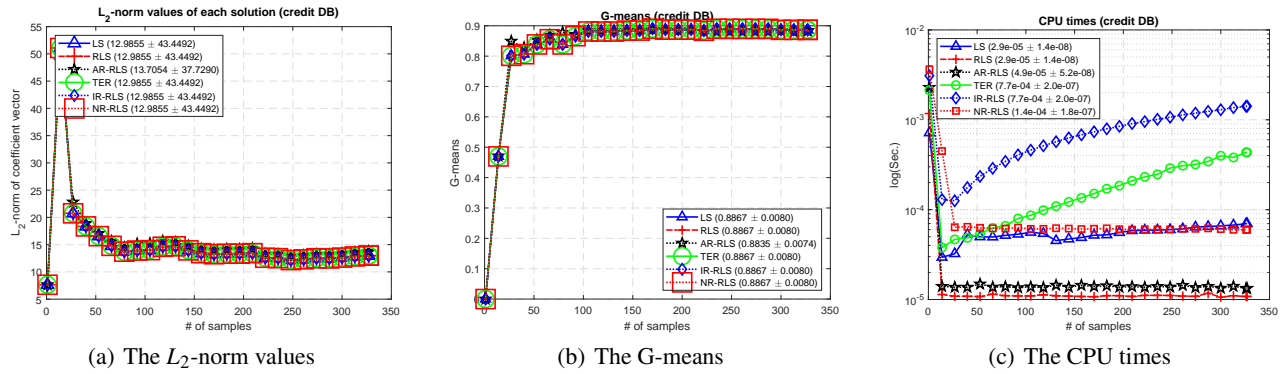 L2-norm values of each solution (credit DB)
55
50
45
40
35
30
25
20
15
10
5
0
50
100
150
200
250
300
350
L2-norm of coefficient vector
# of samples
LS (12.9855 ± 43.4492)
RLS (12.9855 ± 43.4492)
AR-RLS (13.7054 ± 37.7290)
TER (12.9855 ± 43.4492)
IR-RLS (12.9855 ± 43.4492)
NR-RLS (12.9855 ± 43.4492)
(a) The L2-norm values
G-means (credit DB)
0.9
0.8
0.7
0.6
0.5
0.4
0.3
0.2
0.1
0
0
50
100
150
200
250
300
350
G-means
# of samples
LS (0.8867 ± 0.0080)
RLS (0.8867 ± 0.0080)
AR-RLS (0.8835 ± 0.0074)
TER (0.8867 ± 0.0080)
IR-RLS (0.8867 ± 0.0080)
NR-RLS (0.8867 ± 0.0080)
(b) The G-means
CPU times (credit DB)
10-2
10-3
10-4
10-5
0
50
100
150
200
250
300
350
log(Sec.)
# of samples
LS (2.9e-05 ± 1.4e-08)
RLS (2.9e-05 ± 1.4e-08)
AR-RLS (4.9e-05 ± 5.2e-08)
TER (7.7e-04 ± 2.0e-07)
IR-RLS (7.7e-04 ± 2.0e-07)
NR-RLS (1.4e-04 ± 1.8e-07)
(c) The CPU times